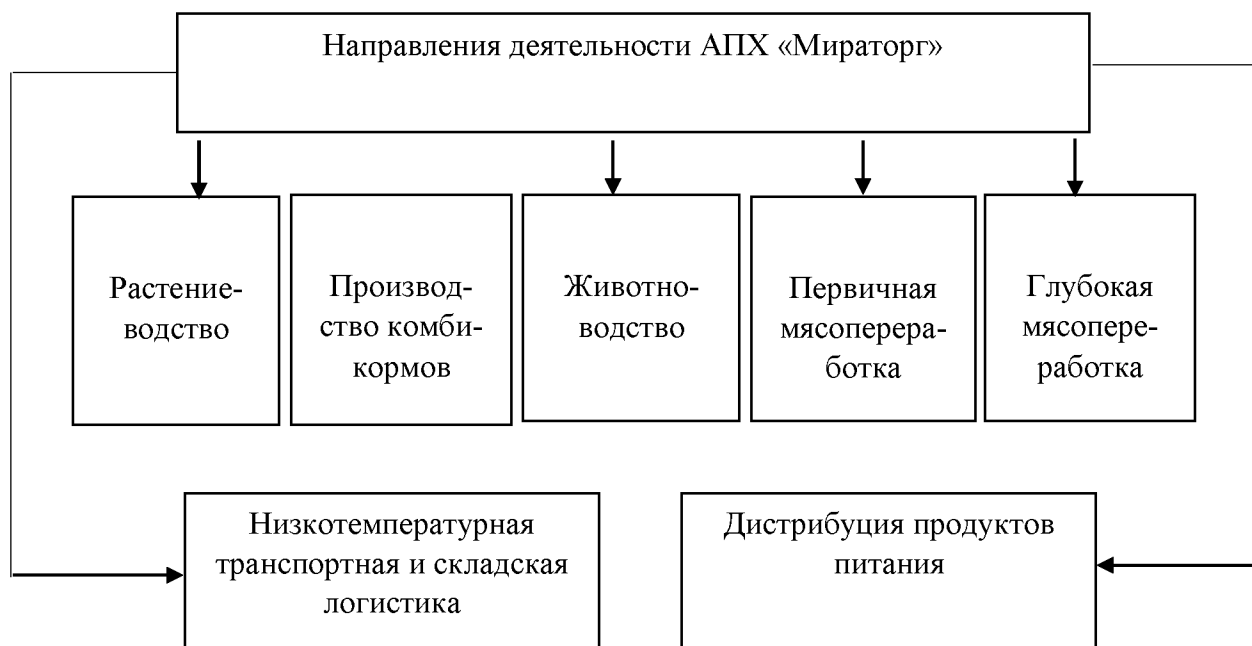 Направления деятельности АПХ «Мираторг»
Растение-
водство
Производ-
ство комби-
кормов
Животно-
водство
Первичная
мясоперера-
ботка
Глубокая
мясопере-
работка
Низкотемпературная
транспортная и складская
логистика
Дистрибуция продуктов
питания